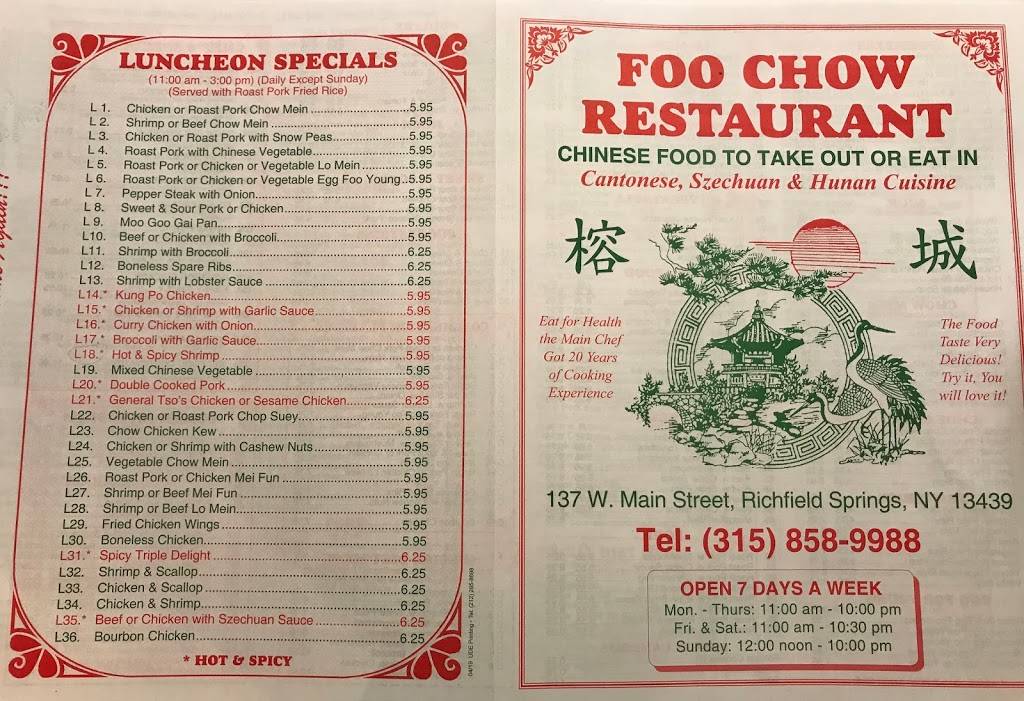 LUNCHEON SPECIALS
(11:00 am - 3:00 pm) (Daily Except Sunday)
(Served with Roast Pork Fried Rice)
L 1. Chicken or Roast Pork Chow Mein 5.95
L 2. Shrimp or Beef Chow Mein 5.95
L 3. Chicken or Roast Pork with Snow Peas 5.95
L 4. Roast Pork with Chinese Vegetable 5.95
L 5. Roast Pork or Chicken or Vegetable Lo Mein 5.95
L 6. Roast Pork or Chicken or Vegetable Egg Foo Young 5.95
L 7. Pepper Steak with Onion 5.95
L 8. Sweet & Sour Pork or Chicken 5.95
L 9. Moo Goo Gai Pan 5.95
L10. Beef or Chicken with Broccoli 5.95
L11. Shrimp with Broccoli 6.25
L12. Boneless Spare Ribs 5.95
L13. Shrimp with Lobster Sauce 6.25
L14.* Kung Po Chicken 5.95
L15.* Chicken or Shrimp with Garlic Sauce 5.95
L16.* Curry Chicken with Onion 5.95
L17.* Broccoli with Garlic Sauce 5.95
L18.* Hot & Spicy Shrimp 5.95
L19. Mixed Chinese Vegetable 5.95
L20.* Double Cooked Pork 5.95
L21.* General Tso's Chicken or Sesame Chicken 6.25
L22. Chicken or Roast Pork Chop Suey 5.95
L23. Chow Chicken Kew 5.95
L24. Chicken or Shrimp with Cashew Nuts 5.95
L25. Vegetable Chow Mein 5.95
L26. Roast Pork or Chicken Mei Fun 5.95
L27. Shrimp or Beef Mei Fun 5.95
L28. Shrimp or Beef Lo Mein 5.95
L29. Fried Chicken Wings 5.95
L30. Boneless Chicken 5.95
L31.* Spicy Triple Delight 6.25
L32. Shrimp & Scallop 6.25
L33. Chicken & Scallop 6.25
L34. Chicken & Shrimp 6.25
L35.* Beef or Chicken with Szechuan Sauce 6.25
L36. Bourbon Chicken 6.25
* HOT & SPICY
FOO CHOW
RESTAURANT
CHINESE FOOD TO TAKE OUT OR EAT IN
Cantonese, Szechuan & Hunan Cuisine
榕 城
Eat for Health
the Main Chef
Got 20 Years
of Cooking
Experience
The Food
Taste Very
Delicious!
Try it, You
will love it!
137 W. Main Street, Richfield Springs, NY 13439
Tel: (315) 858-9988
OPEN 7 DAYS A WEEK
Mon. - Thurs: 11:00 am - 10:00 pm
Fri. & Sat.: 11:00 am - 10:30 pm
Sunday: 12:00 noon - 10:00 pm